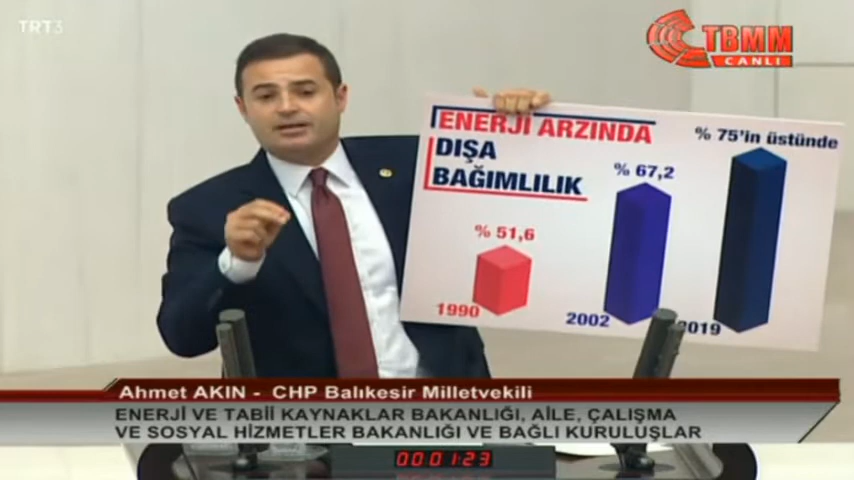 TRT3
TBMM
CANLI
ENERJİ ARZINDA
DIŞA
BAĞIMLILIK
% 51,6
% 67,2
% 75'in üstünde
1990
2002
2019
Ahmet AKIN - CHP Balıkesir Milletvekili
ENERJİ VE TABİİ KAYNAKLAR BAKANLIĞI, AİLE, ÇALIŞMA
VE SOSYAL HİZMETLER BAKANLIĞI VE BAĞLI KURULUŞLAR
00:01:23